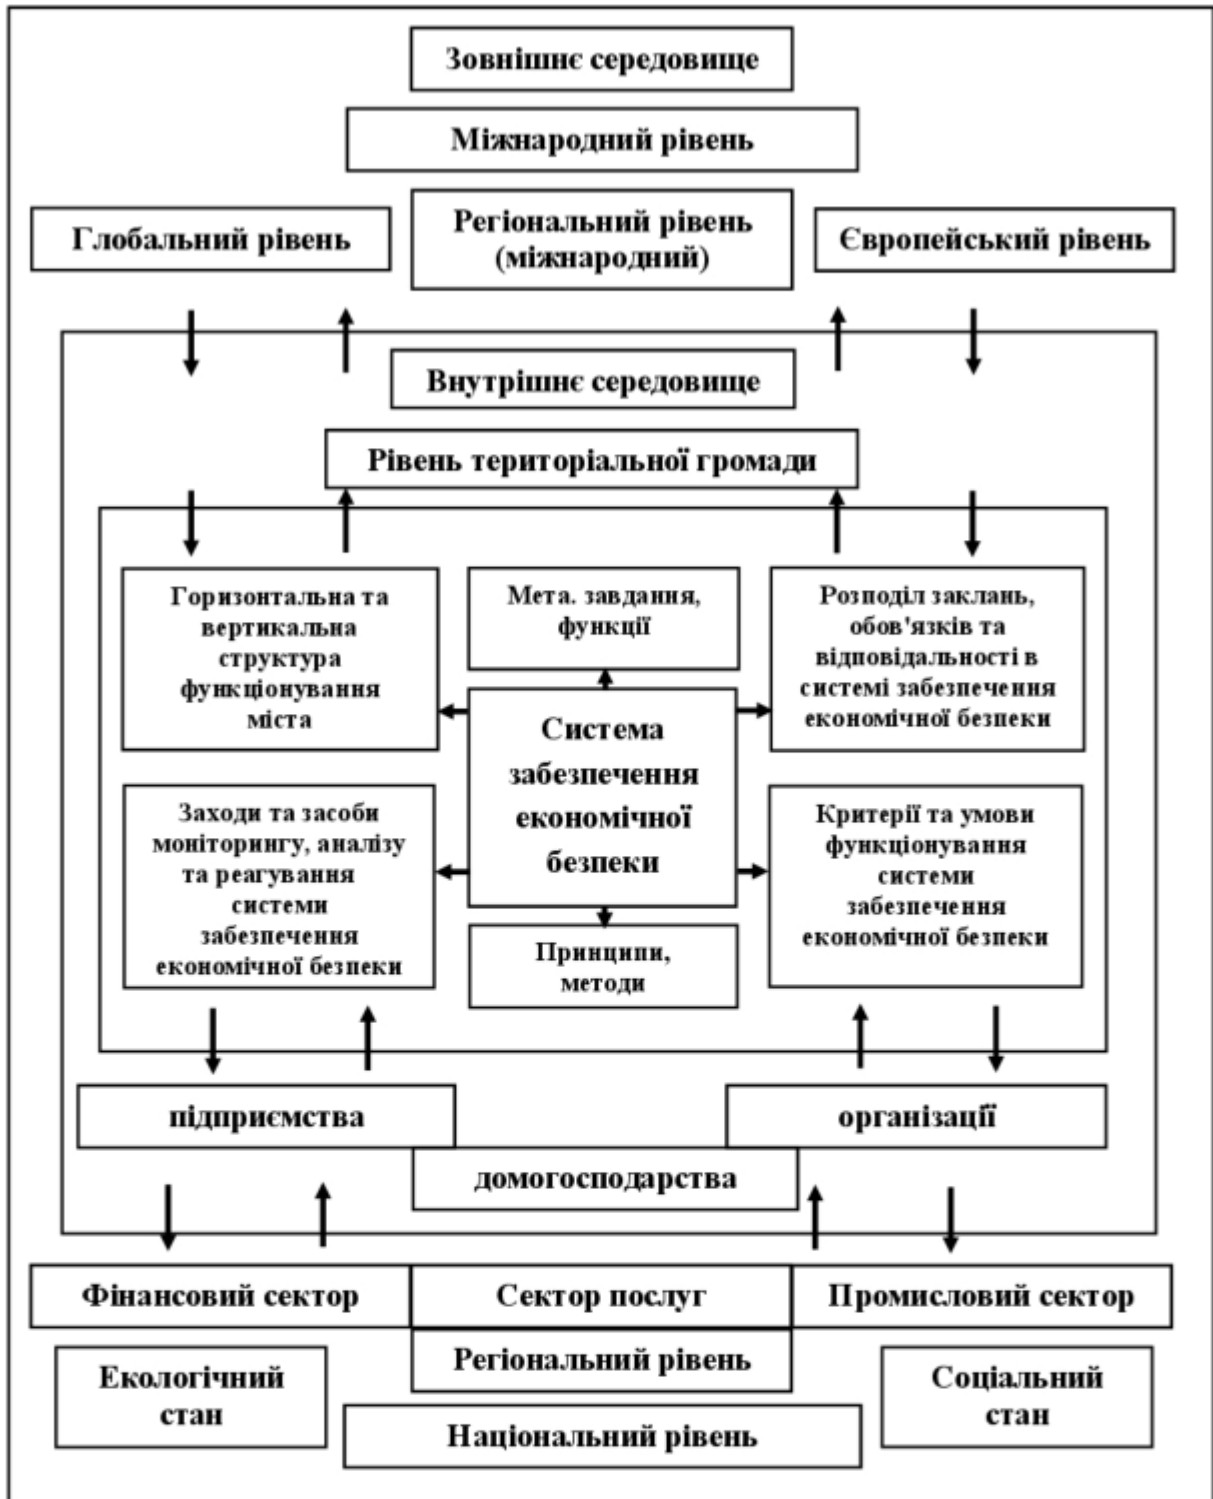 Зовнішнє середовище
Міжнародний рівень
Глобальний рівень
Регіональний рівень
(міжнародний)
Європейський рівень
Внутрішнє середовище
Рівень територіальної громади
Горизонтальна та
вертикальна
структура
функціонування
міста
Мета. завдання,
функції
Розподіл заклань,
обов'язків та
відповідальності в
системі забезпечення
економічної безпеки
Система
забезпечення
економічної
безпеки
Заходи та засоби
моніторингу, аналізу
та реагування
системи
забезпечення
економічної безпеки
Критерії та умови
функціонування
системи
забезпечення
економічної безпеки
Принципи,
методи
підприємства
організації
домогосподарства
Фінансовий сектор
Сектор послуг
Промисловий сектор
Регіональний рівень
Екологічний
стан
Соціальний
стан
Національний рівень